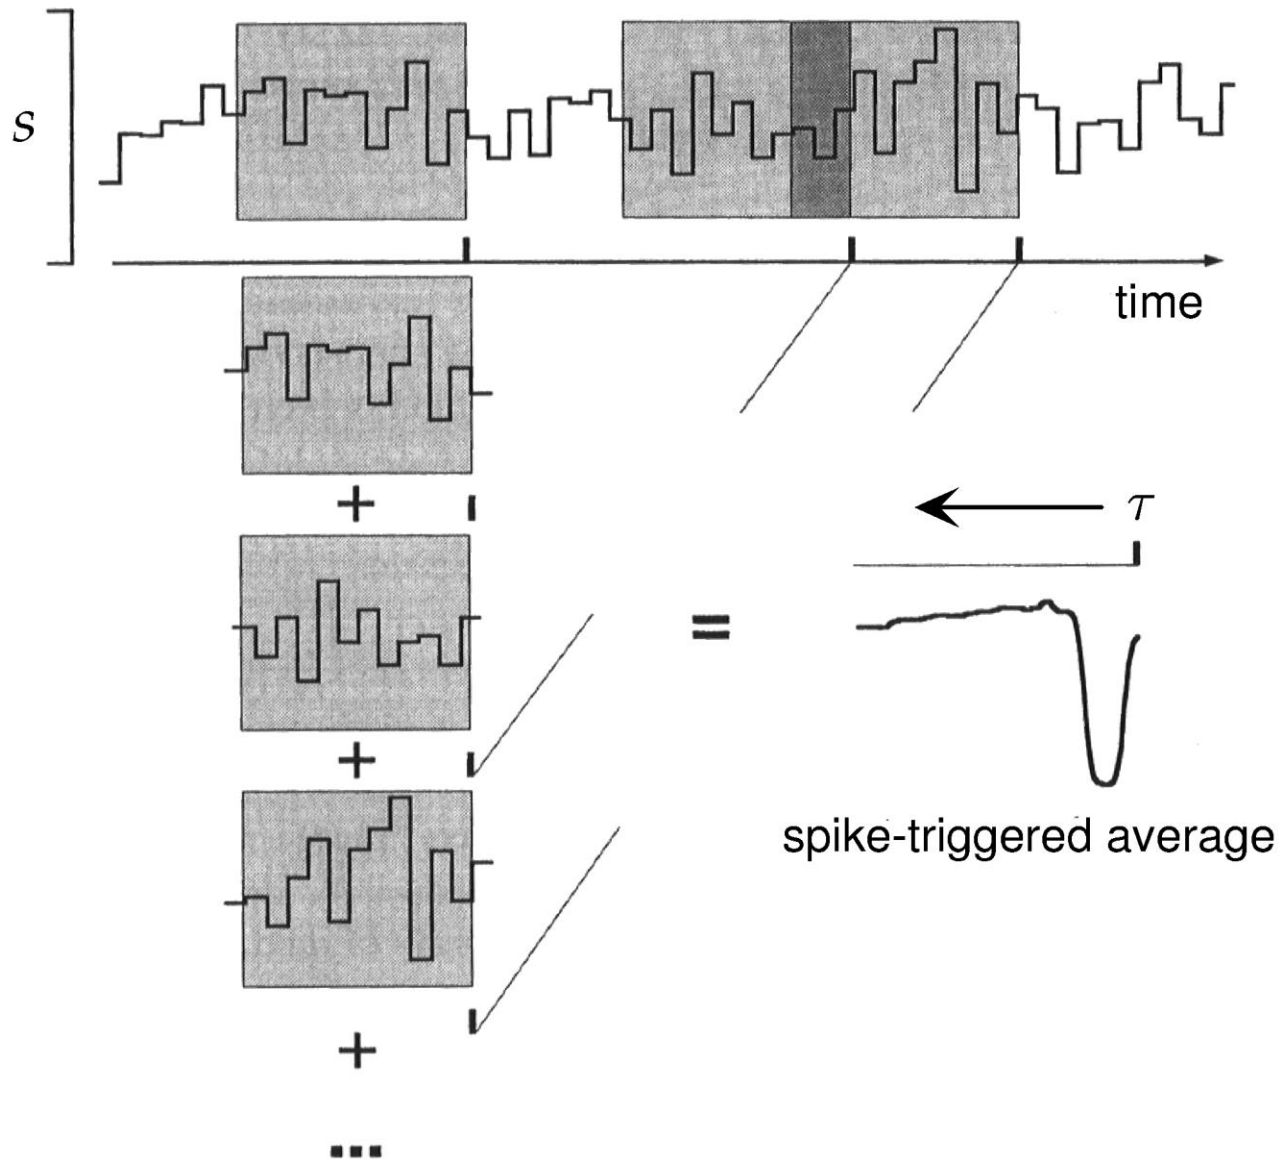 s
time
+
+
=
τ
spike-triggered average
+
...